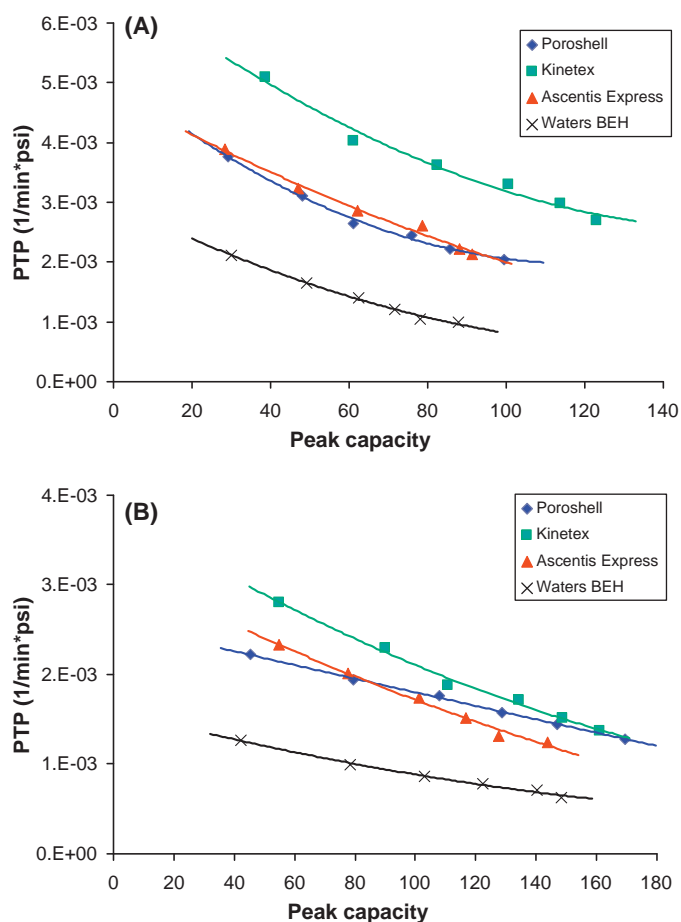 (A)
PTP (1/min*psi)
6.E-03
5.E-03
4.E-03
3.E-03
2.E-03
1.E-03
0.E+00
0 20 40 60 80 100 120 140
Peak capacity
Poroshell
Kinetex
Ascentis Express
Waters BEH
(B)
PTP (1/min*psi)
4.E-03
3.E-03
2.E-03
1.E-03
0.E+00
0 20 40 60 80 100 120 140 160 180
Peak capacity
Poroshell
Kinetex
Ascentis Express
Waters BEH